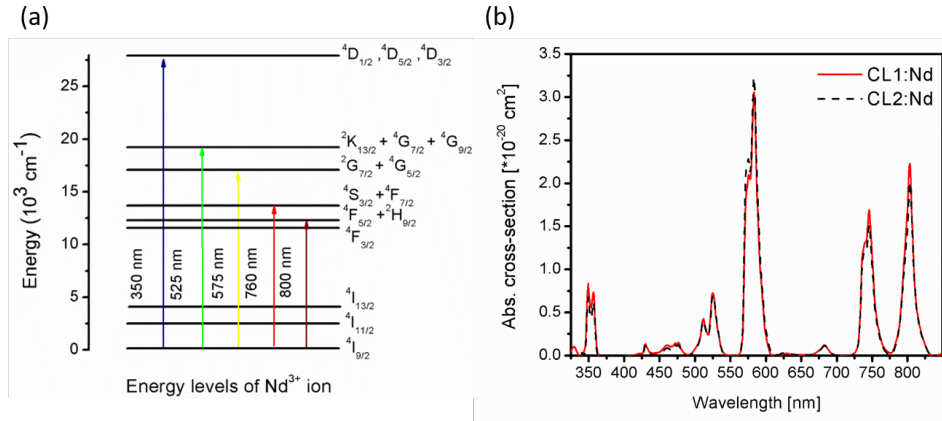 (a)
(b)
Energy (10³ cm⁻¹)
25
20
15
10
5
0
⁴D₁/₂ ,⁴D₅/₂ ,⁴D₃/₂
²K₁₃/₂ + ⁴G₇/₂ + ⁴G₉/₂
²G₇/₂ + ⁴G₅/₂
⁴S₃/₂ +⁴F₇/₂
⁴F₅/₂ +²H₉/₂
⁴F₃/₂
⁴I₁₃/₂
⁴I₁₁/₂
⁴I₉/₂
350 nm
525 nm
575 nm
760 nm
800 nm
Energy levels of Nd³⁺ ion
Abs. cross-section [*10⁻²⁰ cm²]
3.5
3.0
2.5
2.0
1.5
1.0
0.5
0.0
CL1:Nd
CL2:Nd
350 400 450 500 550 600 650 700 750 800
Wavelength [nm]